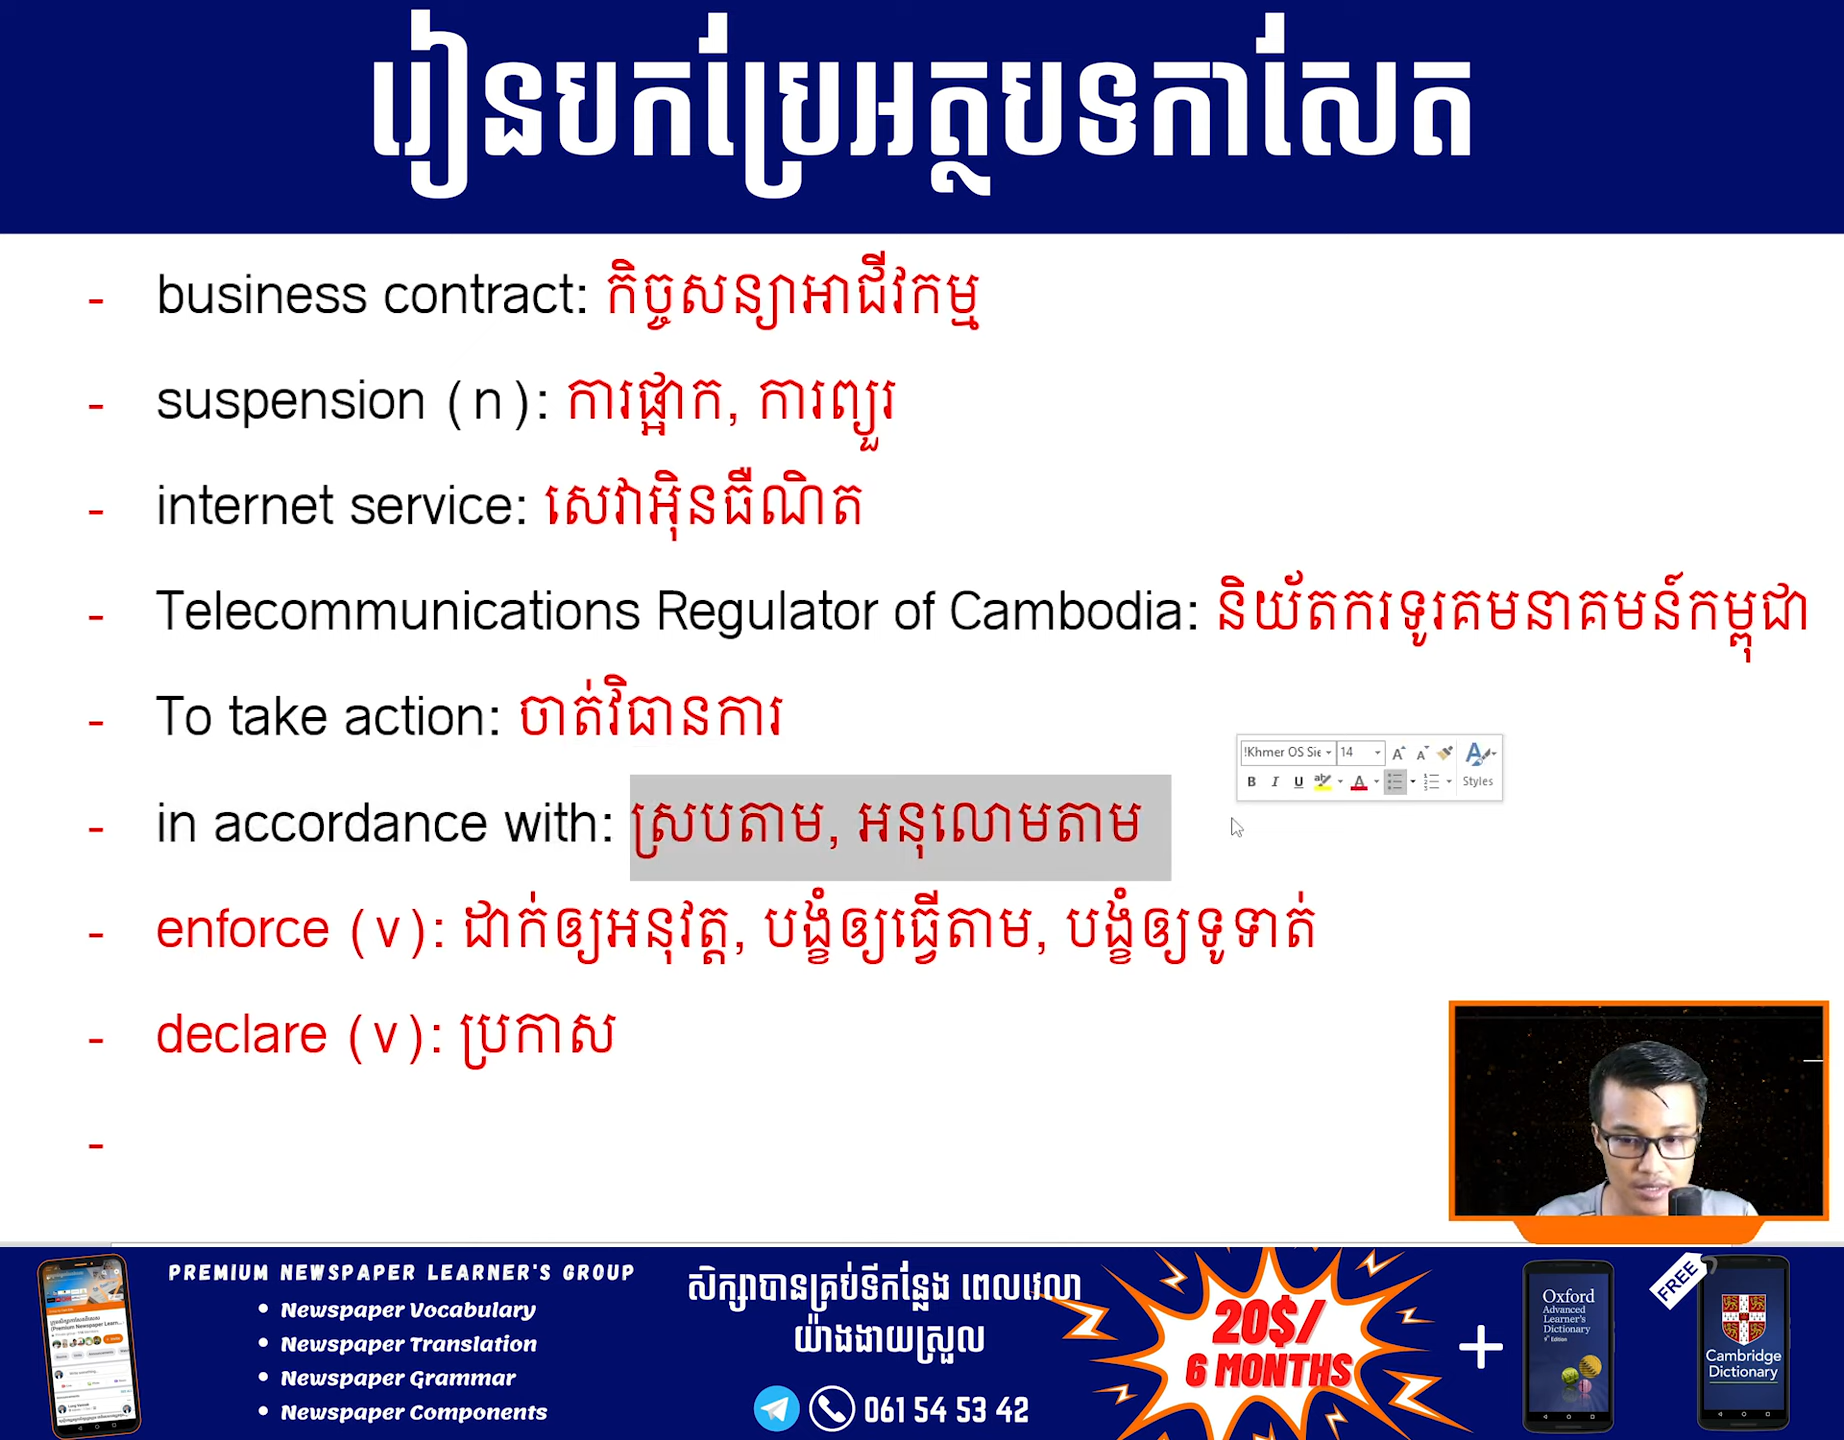 រៀនបកប្រែអត្ថបទកាសែត
- business contract: កិច្ចសន្យាអាជីវកម្ម
- suspension (n): ការផ្អាក, ការព្យួរ
- internet service: សេវាអ៊ិនធឺណិត
- Telecommunications Regulator of Cambodia: និយ័តករទូរគមនាគមន៍កម្ពុជា
- To take action: ចាត់វិធានការ
!Khmer OS Sie 14
B I U Styles
- in accordance with: ស្របតាម, អនុលោមតាម
- enforce (v): ដាក់ឲ្យអនុវត្ត, បង្ខំឲ្យធ្វើតាម, បង្ខំឲ្យទូទាត់
- declare (v): ប្រកាស
-
PREMIUM NEWSPAPER LEARNER'S GROUP
• Newspaper Vocabulary
• Newspaper Translation
• Newspaper Grammar
• Newspaper Components
សិក្សាបានគ្រប់ទីកន្លែង ពេលវេលា
យ៉ាងងាយស្រួល
061 54 53 42
20$/
6 MONTHS
+
Oxford
Advanced
Learner's
Dictionary
9th Edition
FREE
Cambridge
Dictionary